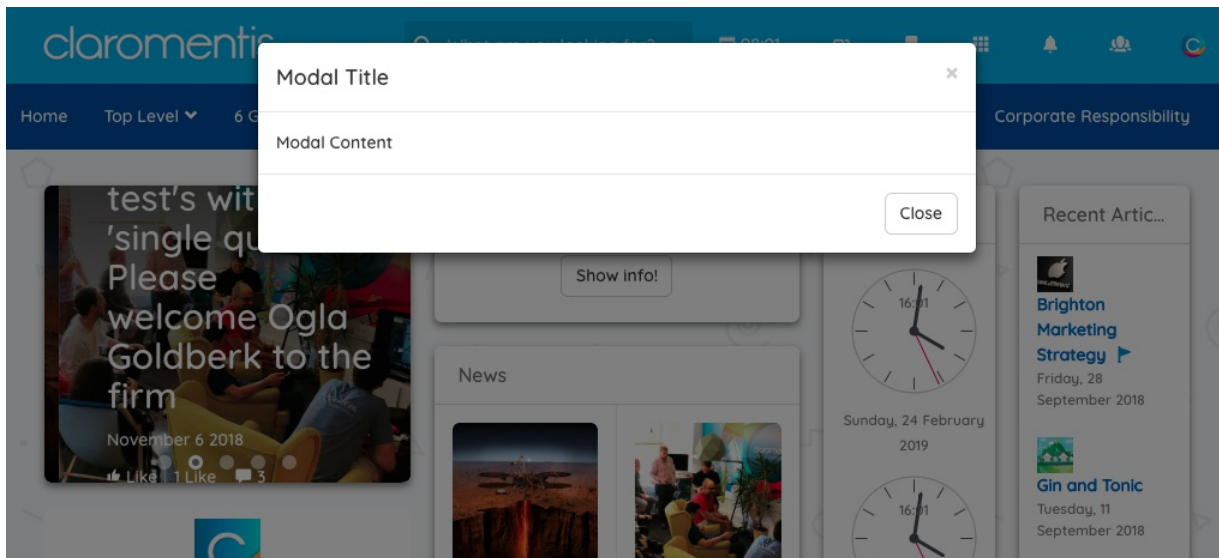 claromentis
Modal Title
×
Home
Top Level
6 G
Corporate Responsibility
Modal Content
Close
test's wit
'single qu
Please
welcome Ogla
Goldberk to the
firm
November 6 2018
Like 1 Like 3
Show info!
News
16:01
Sunday, 24 February
2019
16:01
Recent Artic...
Brighton
Marketing
Strategy
Friday, 28
September 2018
Gin and Tonic
Tuesday, 11
September 2018